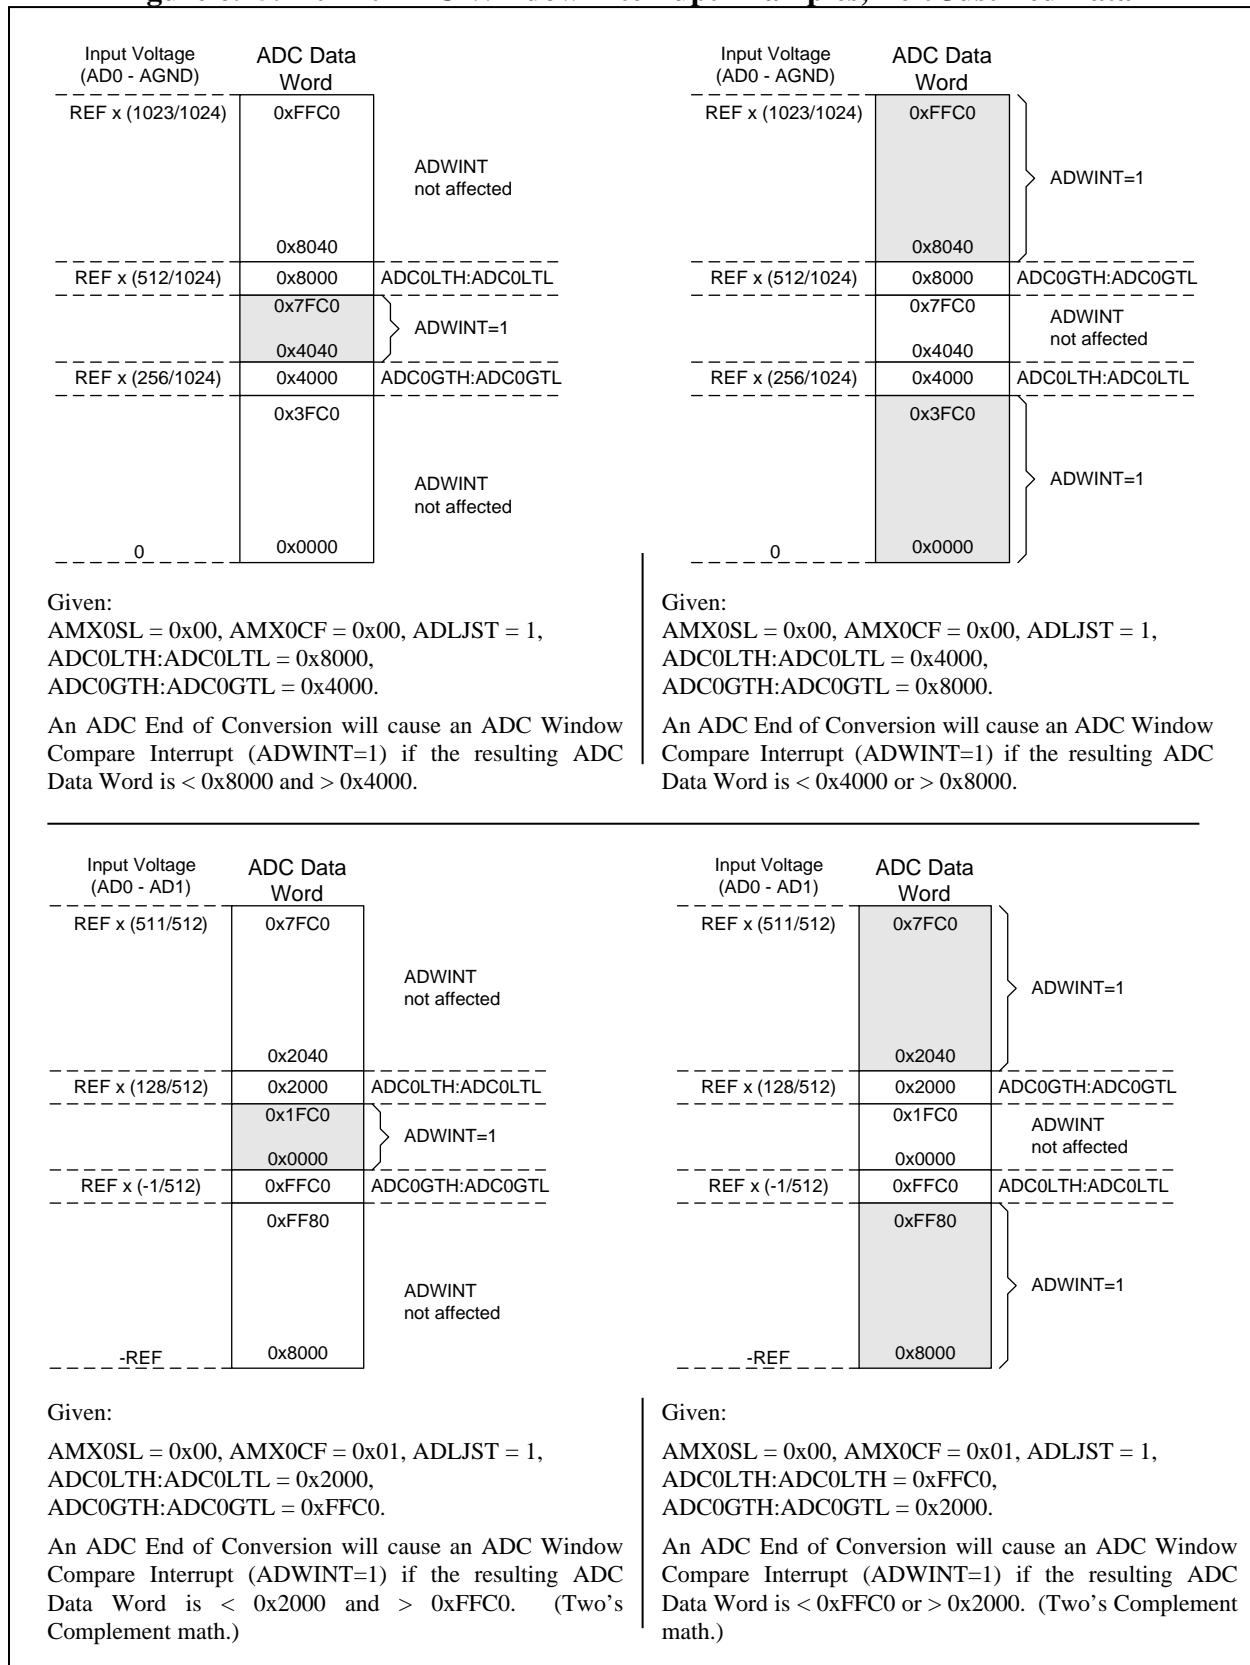 Input Voltage
(AD0 - AGND)
ADC Data
Word
REF x (1023/1024)
0xFFC0
ADWINT
not affected
0x8040
REF x (512/1024)
0x8000
ADC0LTH:ADC0LTL
0x7FC0
ADWINT=1
0x4040
REF x (256/1024)
0x4000
ADC0GTH:ADC0GTL
0x3FC0
ADWINT
not affected
0
0x0000
Given:
AMX0SL = 0x00, AMX0CF = 0x00, ADLJST = 1,
ADC0LTH:ADC0LTL = 0x8000,
ADC0GTH:ADC0GTL = 0x4000.
An ADC End of Conversion will cause an ADC Window
Compare Interrupt (ADWINT=1) if the resulting ADC
Data Word is < 0x8000 and > 0x4000.
Input Voltage
(AD0 - AGND)
ADC Data
Word
REF x (1023/1024)
0xFFC0
ADWINT=1
0x8040
REF x (512/1024)
0x8000
ADC0GTH:ADC0GTL
0x7FC0
ADWINT
not affected
0x4040
REF x (256/1024)
0x4000
ADC0LTH:ADC0LTL
0x3FC0
ADWINT=1
0
0x0000
Given:
AMX0SL = 0x00, AMX0CF = 0x00, ADLJST = 1,
ADC0LTH:ADC0LTL = 0x4000,
ADC0GTH:ADC0GTL = 0x8000.
An ADC End of Conversion will cause an ADC Window
Compare Interrupt (ADWINT=1) if the resulting ADC
Data Word is < 0x4000 or > 0x8000.
Input Voltage
(AD0 - AD1)
ADC Data
Word
REF x (511/512)
0x7FC0
ADWINT
not affected
0x2040
REF x (128/512)
0x2000
ADC0LTH:ADC0LTL
0x1FC0
ADWINT=1
0x0000
REF x (-1/512)
0xFFC0
ADC0GTH:ADC0GTL
0xFF80
ADWINT
not affected
-REF
0x8000
Given:
AMX0SL = 0x00, AMX0CF = 0x01, ADLJST = 1,
ADC0LTH:ADC0LTL = 0x2000,
ADC0GTH:ADC0GTL = 0xFFC0.
An ADC End of Conversion will cause an ADC Window
Compare Interrupt (ADWINT=1) if the resulting ADC
Data Word is < 0x2000 and > 0xFFC0. (Two's
Complement math.)
Input Voltage
(AD0 - AD1)
ADC Data
Word
REF x (511/512)
0x7FC0
ADWINT=1
0x2040
REF x (128/512)
0x2000
ADC0GTH:ADC0GTL
0x1FC0
ADWINT
not affected
0x0000
REF x (-1/512)
0xFFC0
ADC0LTH:ADC0LTL
0xFF80
ADWINT=1
-REF
0x8000
Given:
AMX0SL = 0x00, AMX0CF = 0x01, ADLJST = 1,
ADC0LTH:ADC0LTH = 0xFFC0,
ADC0GTH:ADC0GTL = 0x2000.
An ADC End of Conversion will cause an ADC Window
Compare Interrupt (ADWINT=1) if the resulting ADC
Data Word is < 0xFFC0 or > 0x2000. (Two's Complement
math.)